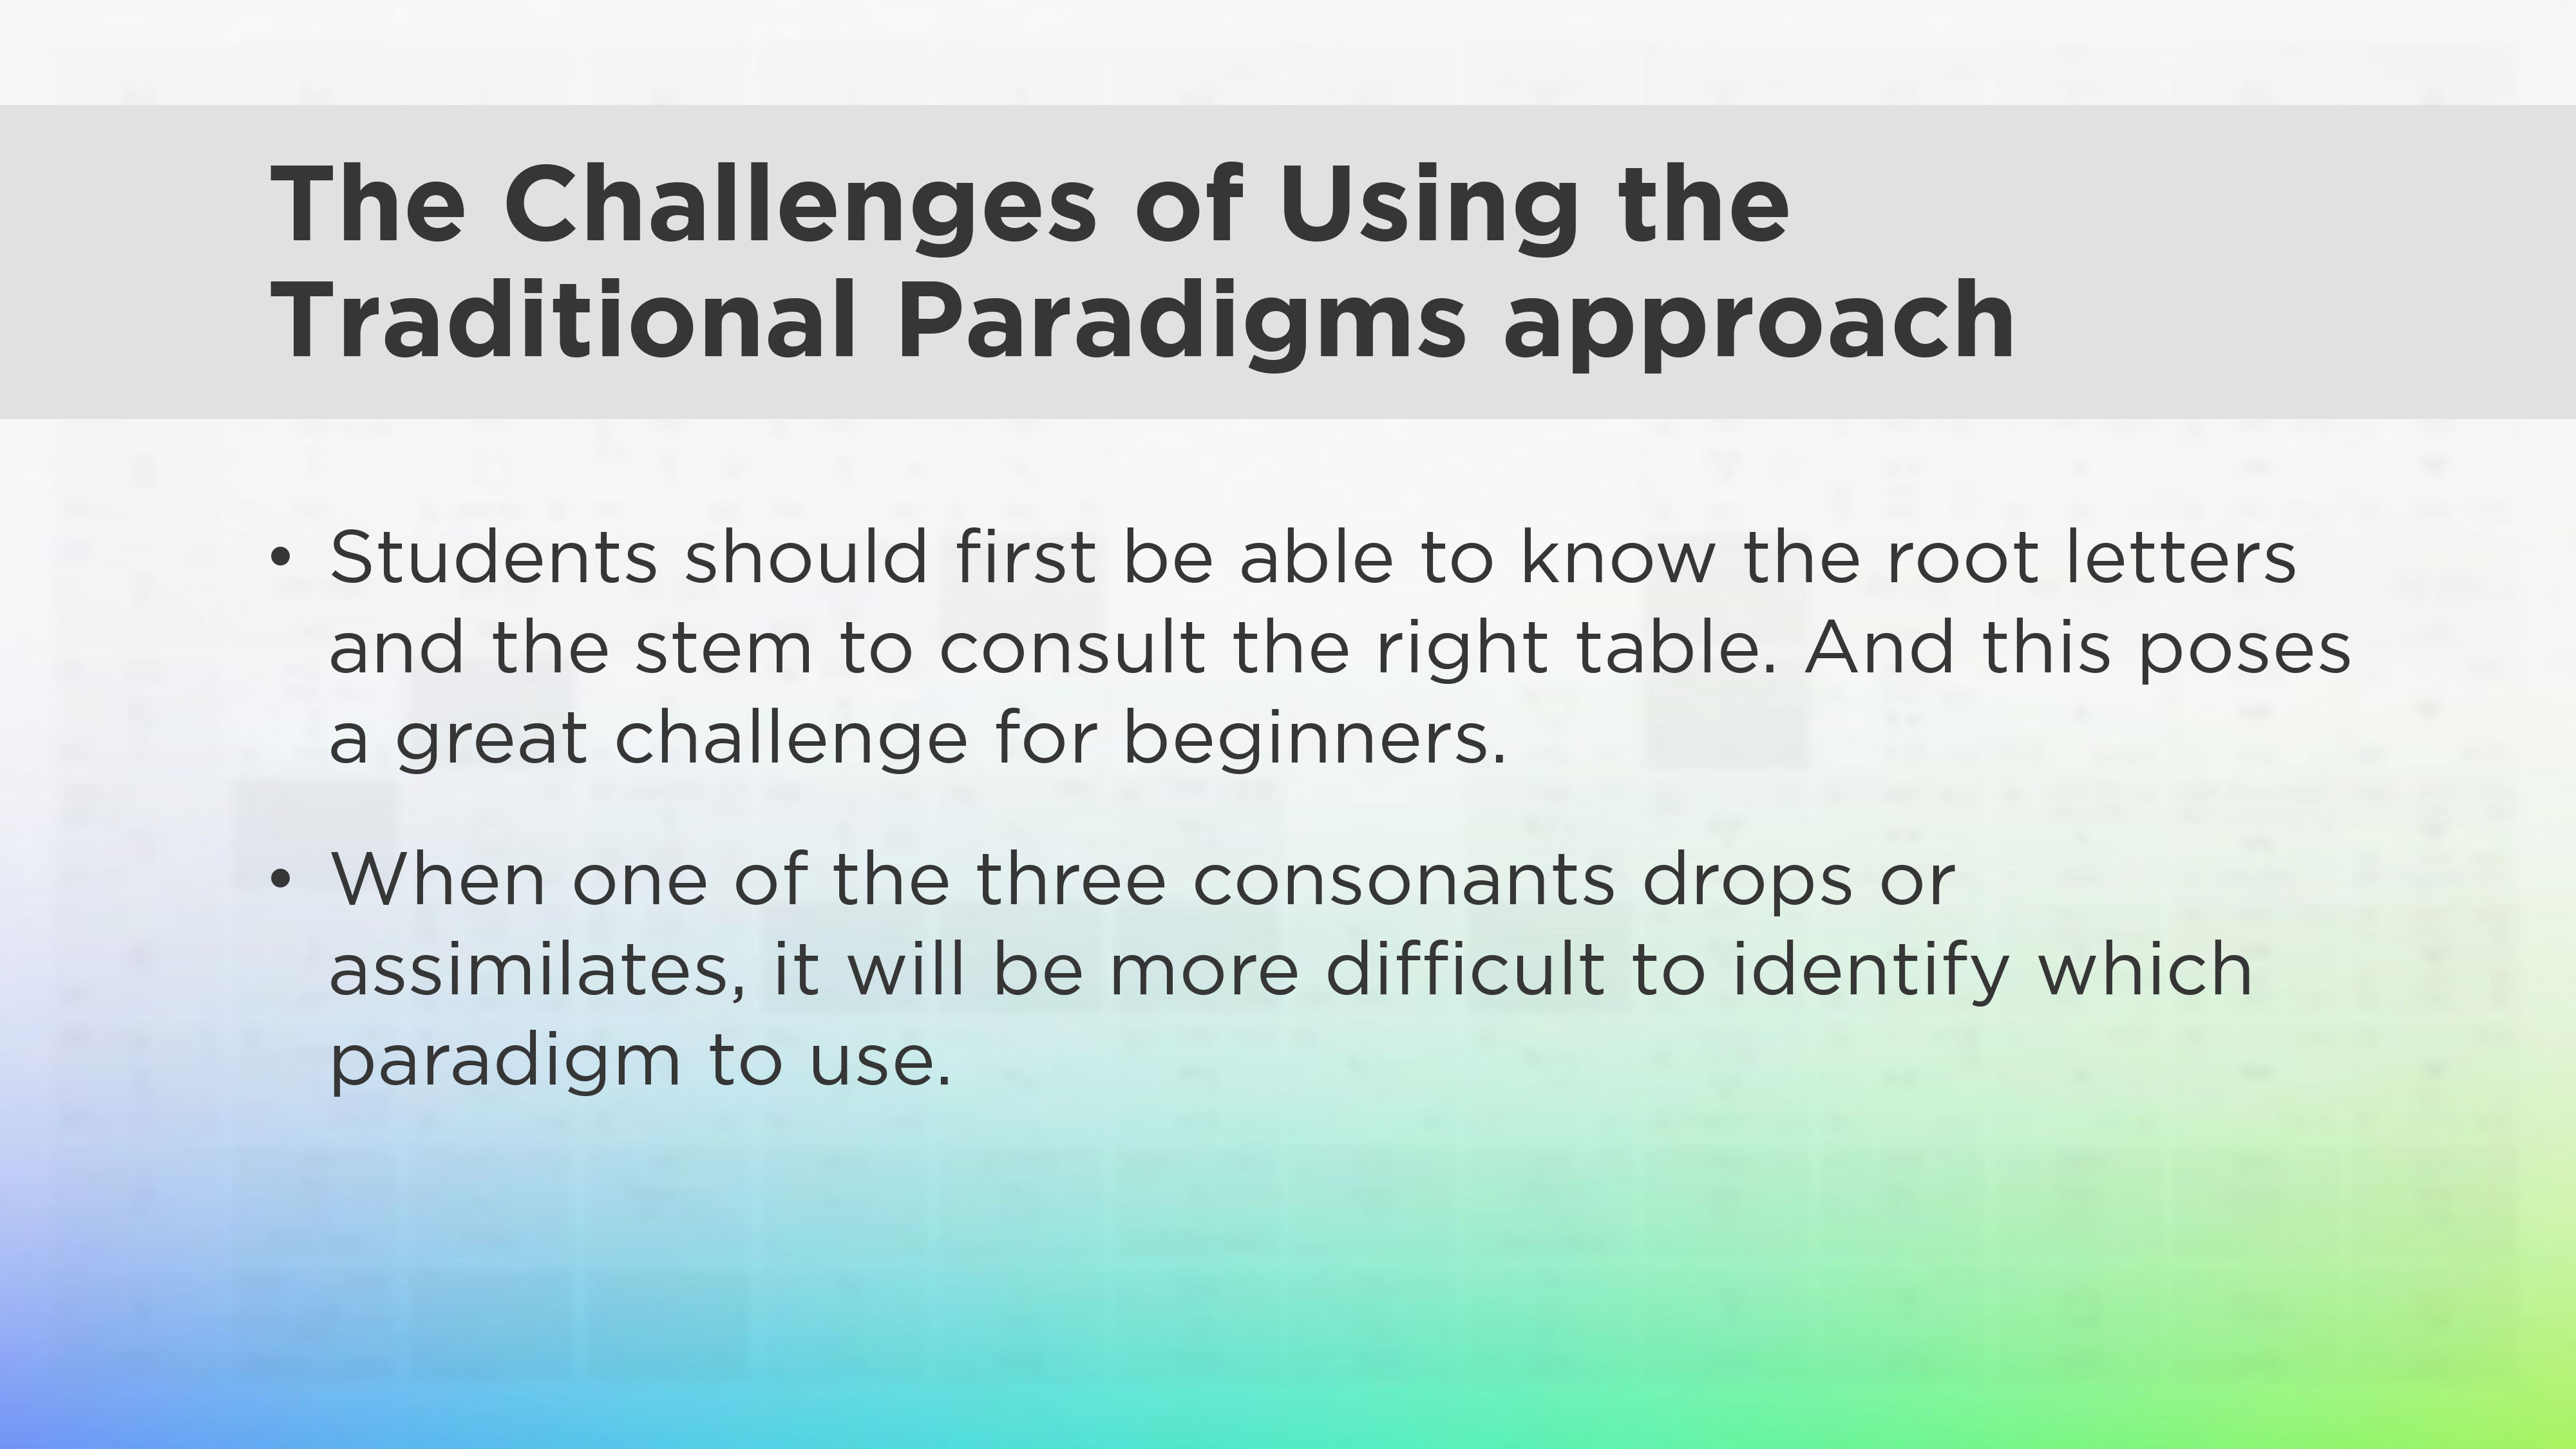 The Challenges of Using the
Traditional Paradigms approach
• Students should first be able to know the root letters
and the stem to consult the right table. And this poses
a great challenge for beginners.
• When one of the three consonants drops or
assimilates, it will be more difficult to identify which
paradigm to use.